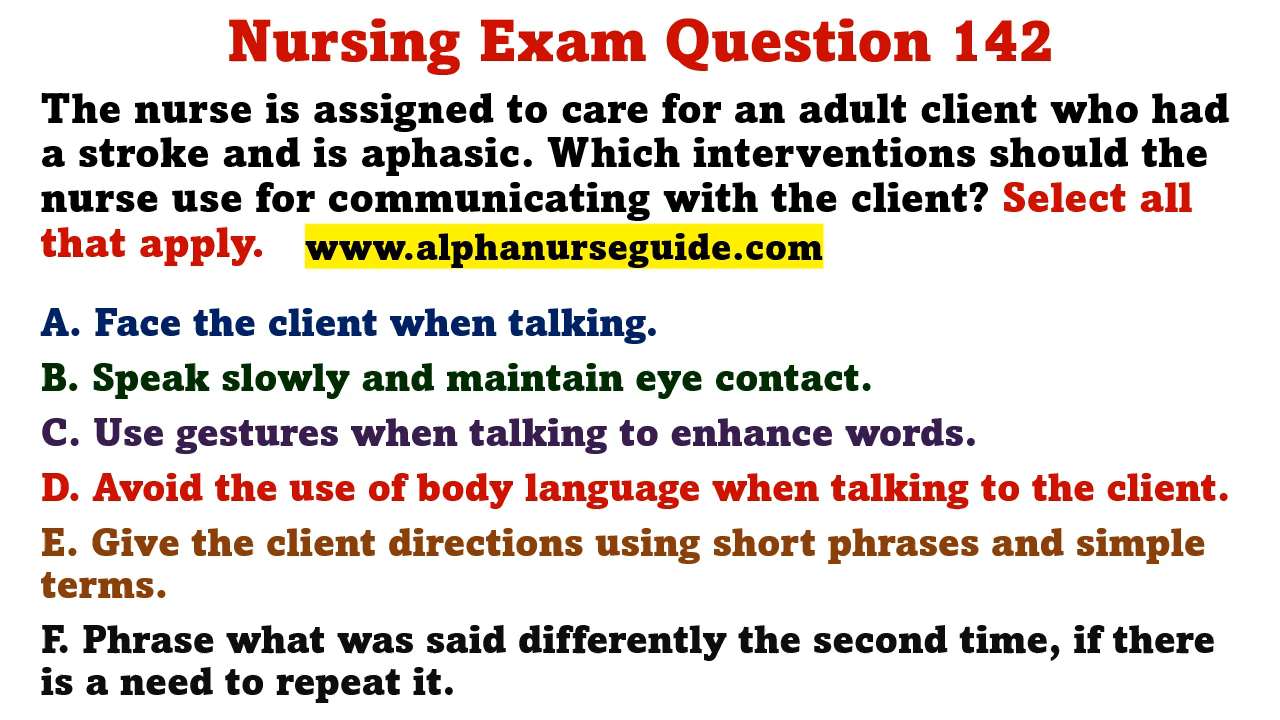 Nursing Exam Question 142
The nurse is assigned to care for an adult client who had
a stroke and is aphasic. Which interventions should the
nurse use for communicating with the client? Select all
that apply. www.alphanurseguide.com
A. Face the client when talking.
B. Speak slowly and maintain eye contact.
C. Use gestures when talking to enhance words.
D. Avoid the use of body language when talking to the client.
E. Give the client directions using short phrases and simple
terms.
F. Phrase what was said differently the second time, if there
is a need to repeat it.